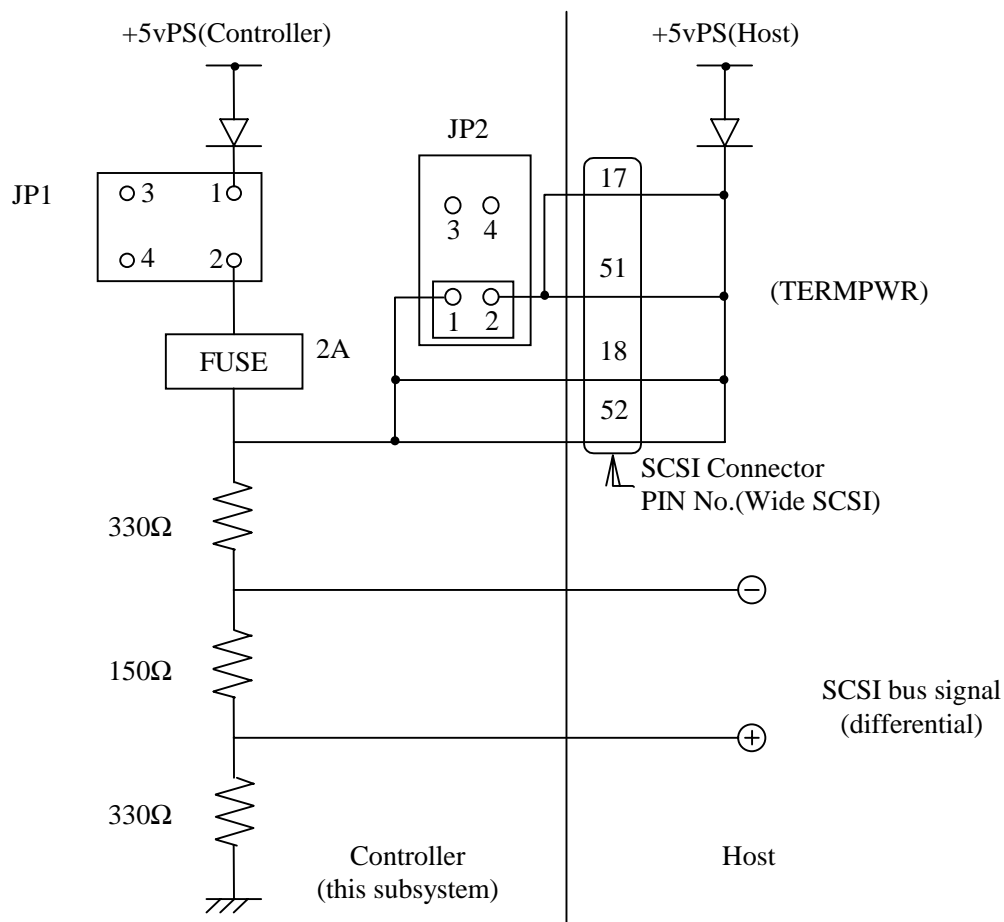 +5vPS(Controller)
+5vPS(Host)
JP2
JP1
3
1
4
2
3 4
1 2
17
51
18
52
(TERMPWR)
FUSE
2A
SCSI Connector
PIN No.(Wide SCSI)
330Ω
−
150Ω
SCSI bus signal
(differential)
+
330Ω
Controller
(this subsystem)
Host